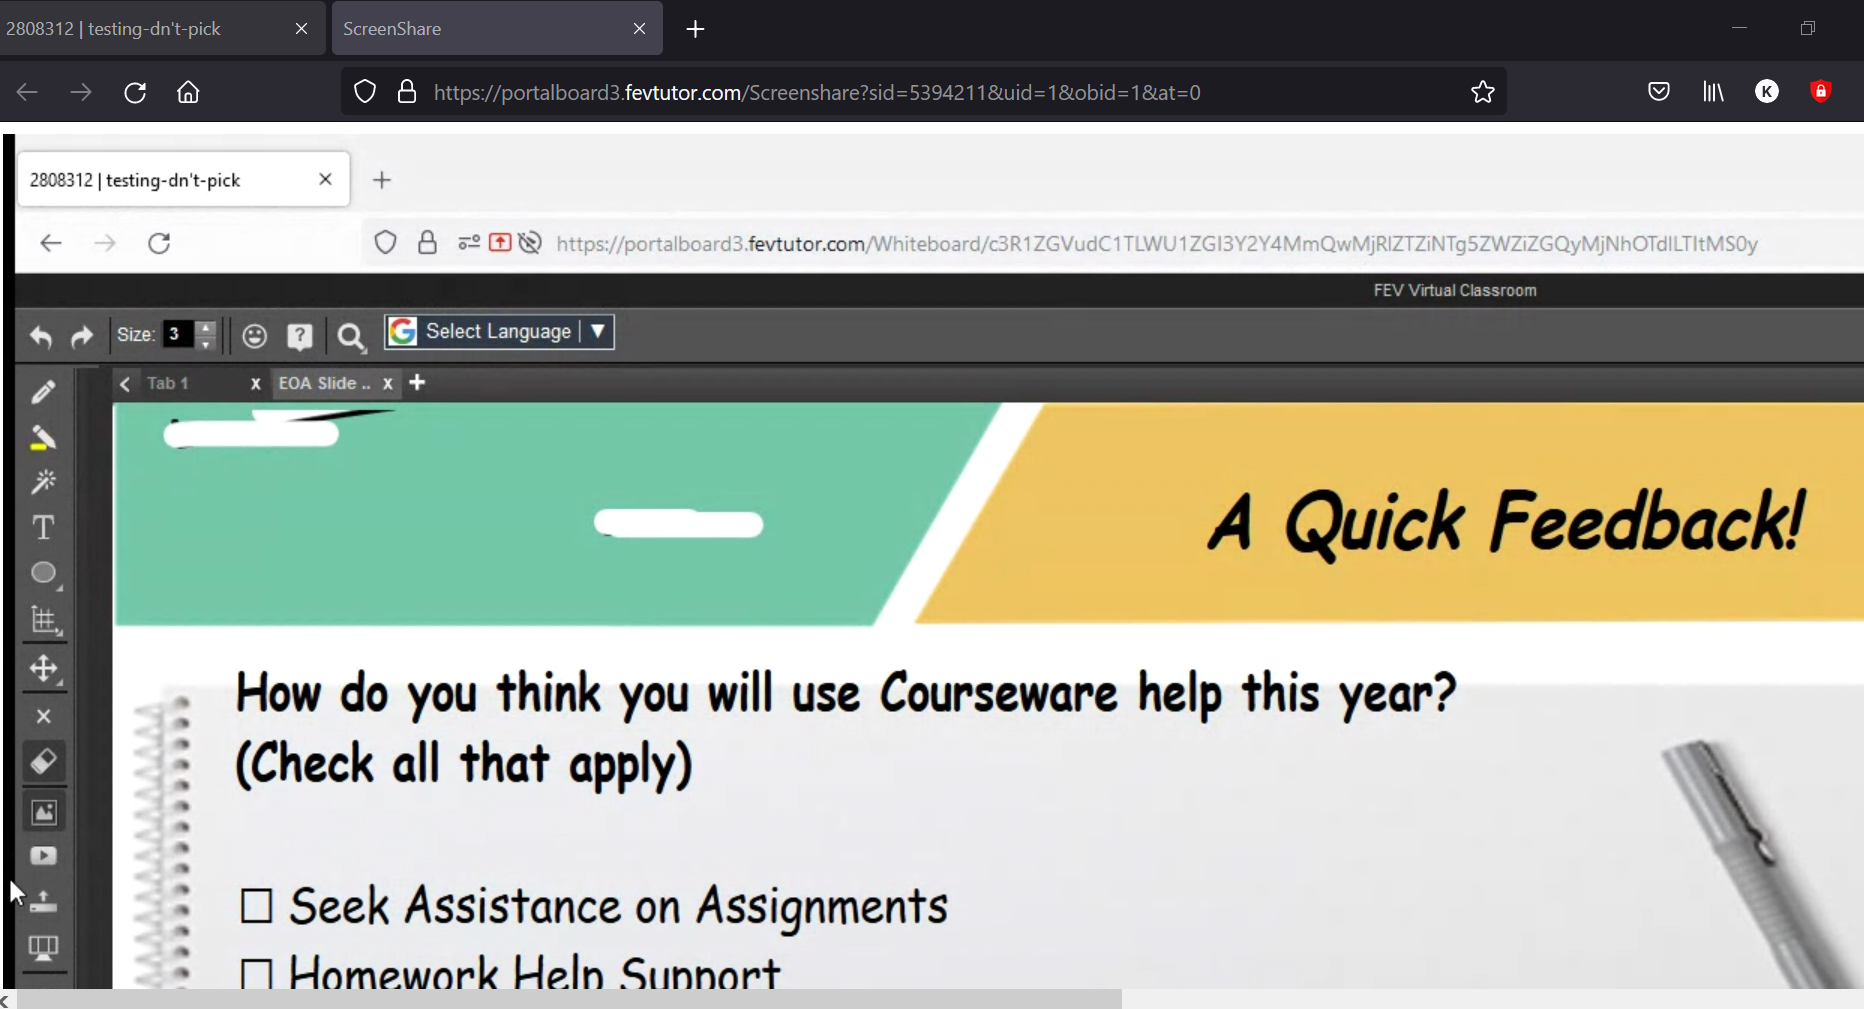 2808312 | testing-dn't-pick
ScreenShare
https://portalboard3.fevtutor.com/Screenshare?sid=5394211&uid=1&obid=1&at=0
K
2808312 | testing-dn't-pick
https://portalboard3.fevtutor.com/Whiteboard/c3R1ZGVudC1TLWU1ZGI3Y2Y4MmQwMjRlZTZiNTg5ZWZiZGQyMjNhOTdlLTItMS0y
FEV Virtual Classroom
Size: 3
Select Language
Tab 1 x EOA Slide .. x
A Quick Feedback!
How do you think you will use Courseware help this year?
(Check all that apply)
Seek Assistance on Assignments
Homework Help Support